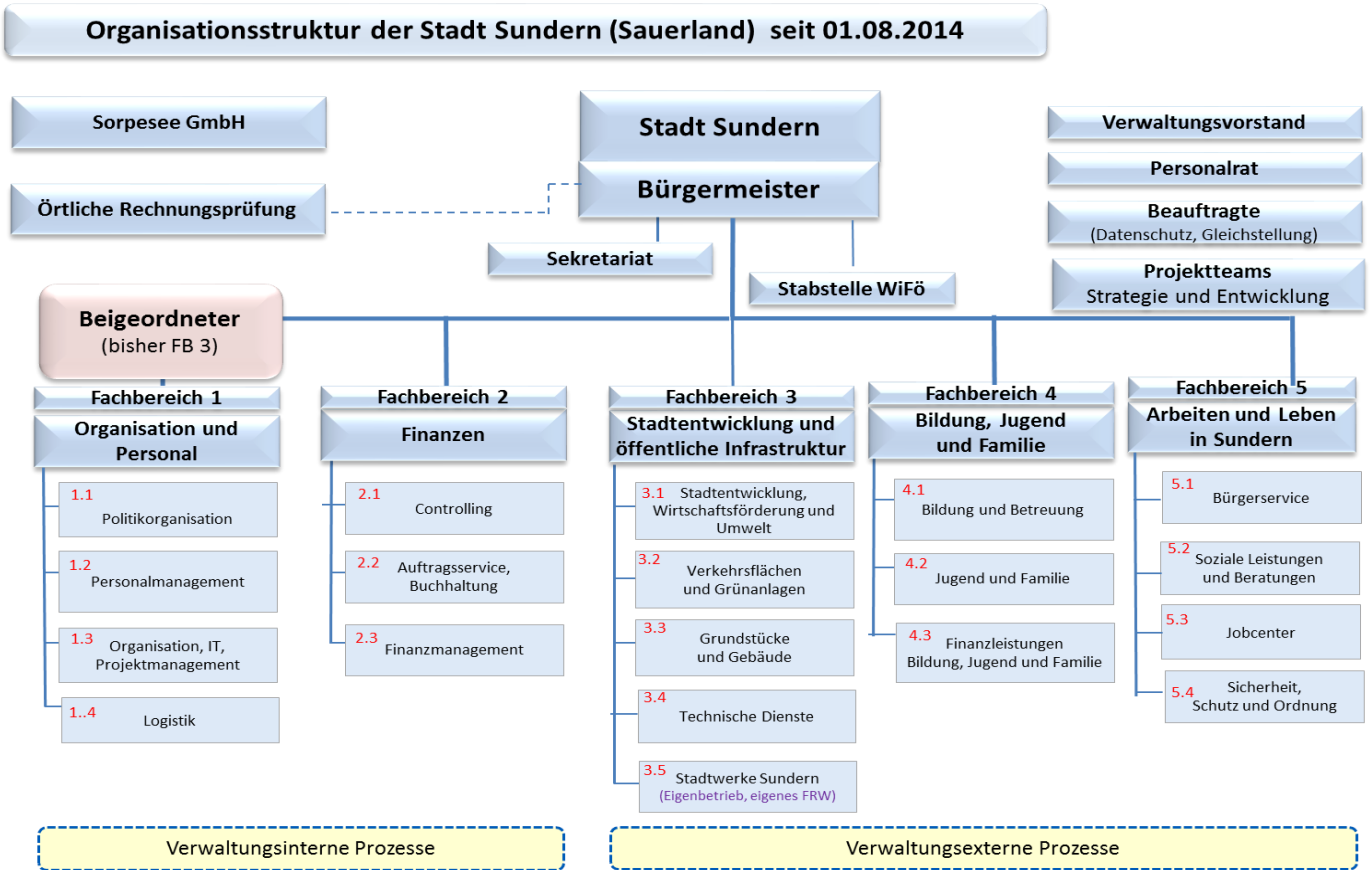 Organisationsstruktur der Stadt Sundern (Sauerland) seit 01.08.2014
Sorpesee GmbH
Örtliche Rechnungsprüfung
Stadt Sundern
Bürgermeister
Sekretariat
Stabstelle WiFö
Verwaltungsvorstand
Personalrat
Beauftragte
(Datenschutz, Gleichstellung)
Projektteams
Strategie und Entwicklung
Beigeordneter
(bisher FB 3)
Fachbereich 1
Organisation und
Personal
1.1
Politikorganisation
1.2
Personalmanagement
1.3
Organisation, IT,
Projektmanagement
1..4
Logistik
Fachbereich 2
Finanzen
2.1
Controlling
2.2
Auftragsservice,
Buchhaltung
2.3
Finanzmanagement
Fachbereich 3
Stadtentwicklung und
öffentliche Infrastruktur
3.1
Stadtentwicklung,
Wirtschaftsförderung und
Umwelt
3.2
Verkehrsflächen
und Grünanlagen
3.3
Grundstücke
und Gebäude
3.4
Technische Dienste
3.5
Stadtwerke Sundern
(Eigenbetrieb, eigenes FRW)
Fachbereich 4
Bildung, Jugend
und Familie
4.1
Bildung und Betreuung
4.2
Jugend und Familie
4.3
Finanzleistungen
Bildung, Jugend und Familie
Fachbereich 5
Arbeiten und Leben
in Sundern
5.1
Bürgerservice
5.2
Soziale Leistungen
und Beratungen
5.3
Jobcenter
5.4
Sicherheit,
Schutz und Ordnung
Verwaltungsinterne Prozesse
Verwaltungsexterne Prozesse